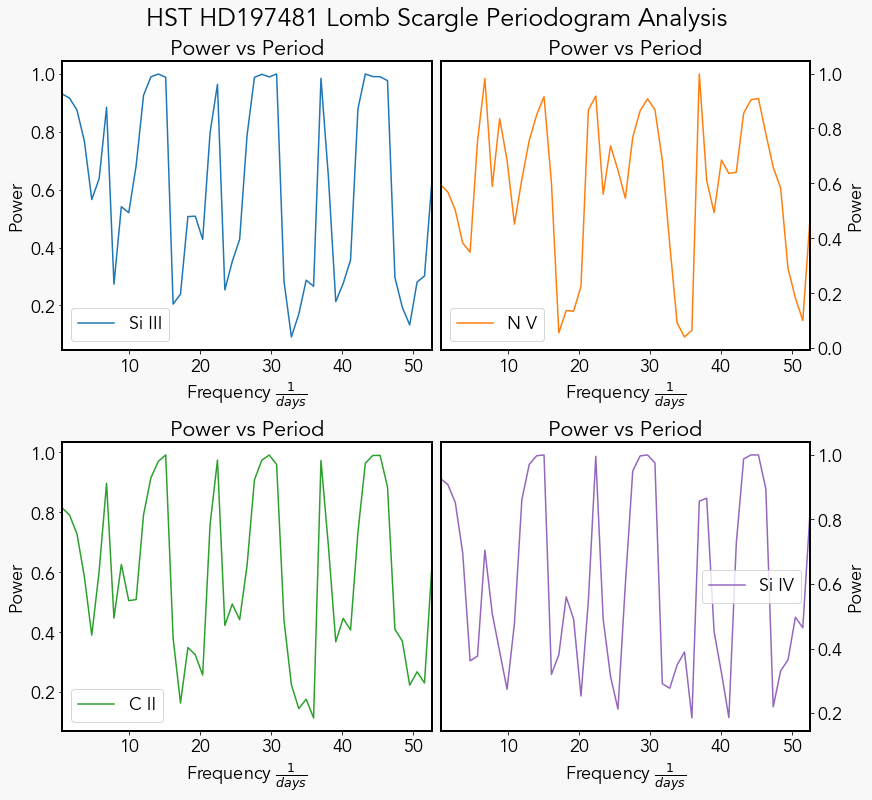 HST HD197481 Lomb Scargle Periodogram Analysis
Power vs Period
Power
1.0
0.8
0.6
0.4
0.2
Si III
10 20 30 40 50
Frequency 1/days
Power vs Period
1.0
0.8
0.6
0.4
0.2
0.0
Power
N V
10 20 30 40 50
Frequency 1/days
Power vs Period
Power
1.0
0.8
0.6
0.4
0.2
C II
10 20 30 40 50
Frequency 1/days
Power vs Period
1.0
0.8
0.6
0.4
0.2
Power
Si IV
10 20 30 40 50
Frequency 1/days